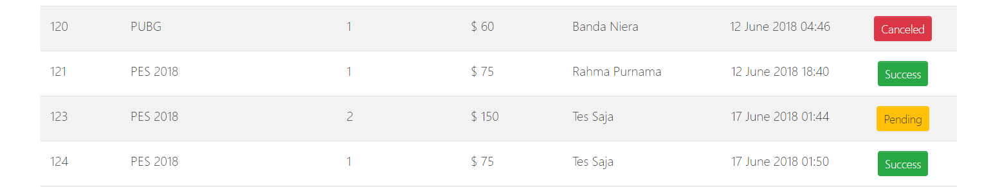 120 PUBG 1 $ 60 Banda Niera 12 June 2018 04:46 Canceled
121 PES 2018 1 $ 75 Rahma Purnama 12 June 2018 18:40 Success
123 PES 2018 2 $ 150 Tes Saja 17 June 2018 01:44 Pending
124 PES 2018 1 $ 75 Tes Saja 17 June 2018 01:50 Success